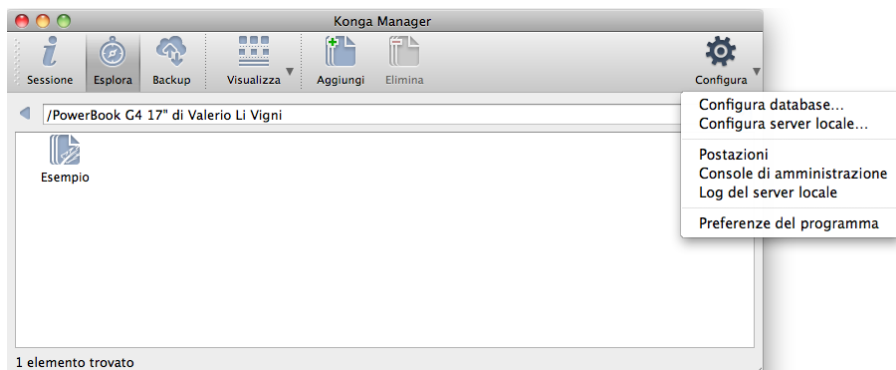 Konga Manager
Sessione Esplora Backup Visualizza Aggiungi Elimina Configura
/PowerBook G4 17" di Valerio Li Vigni
Esempio
Configura database...
Configura server locale...
Postazioni
Console di amministrazione
Log del server locale
Preferenze del programma
1 elemento trovato